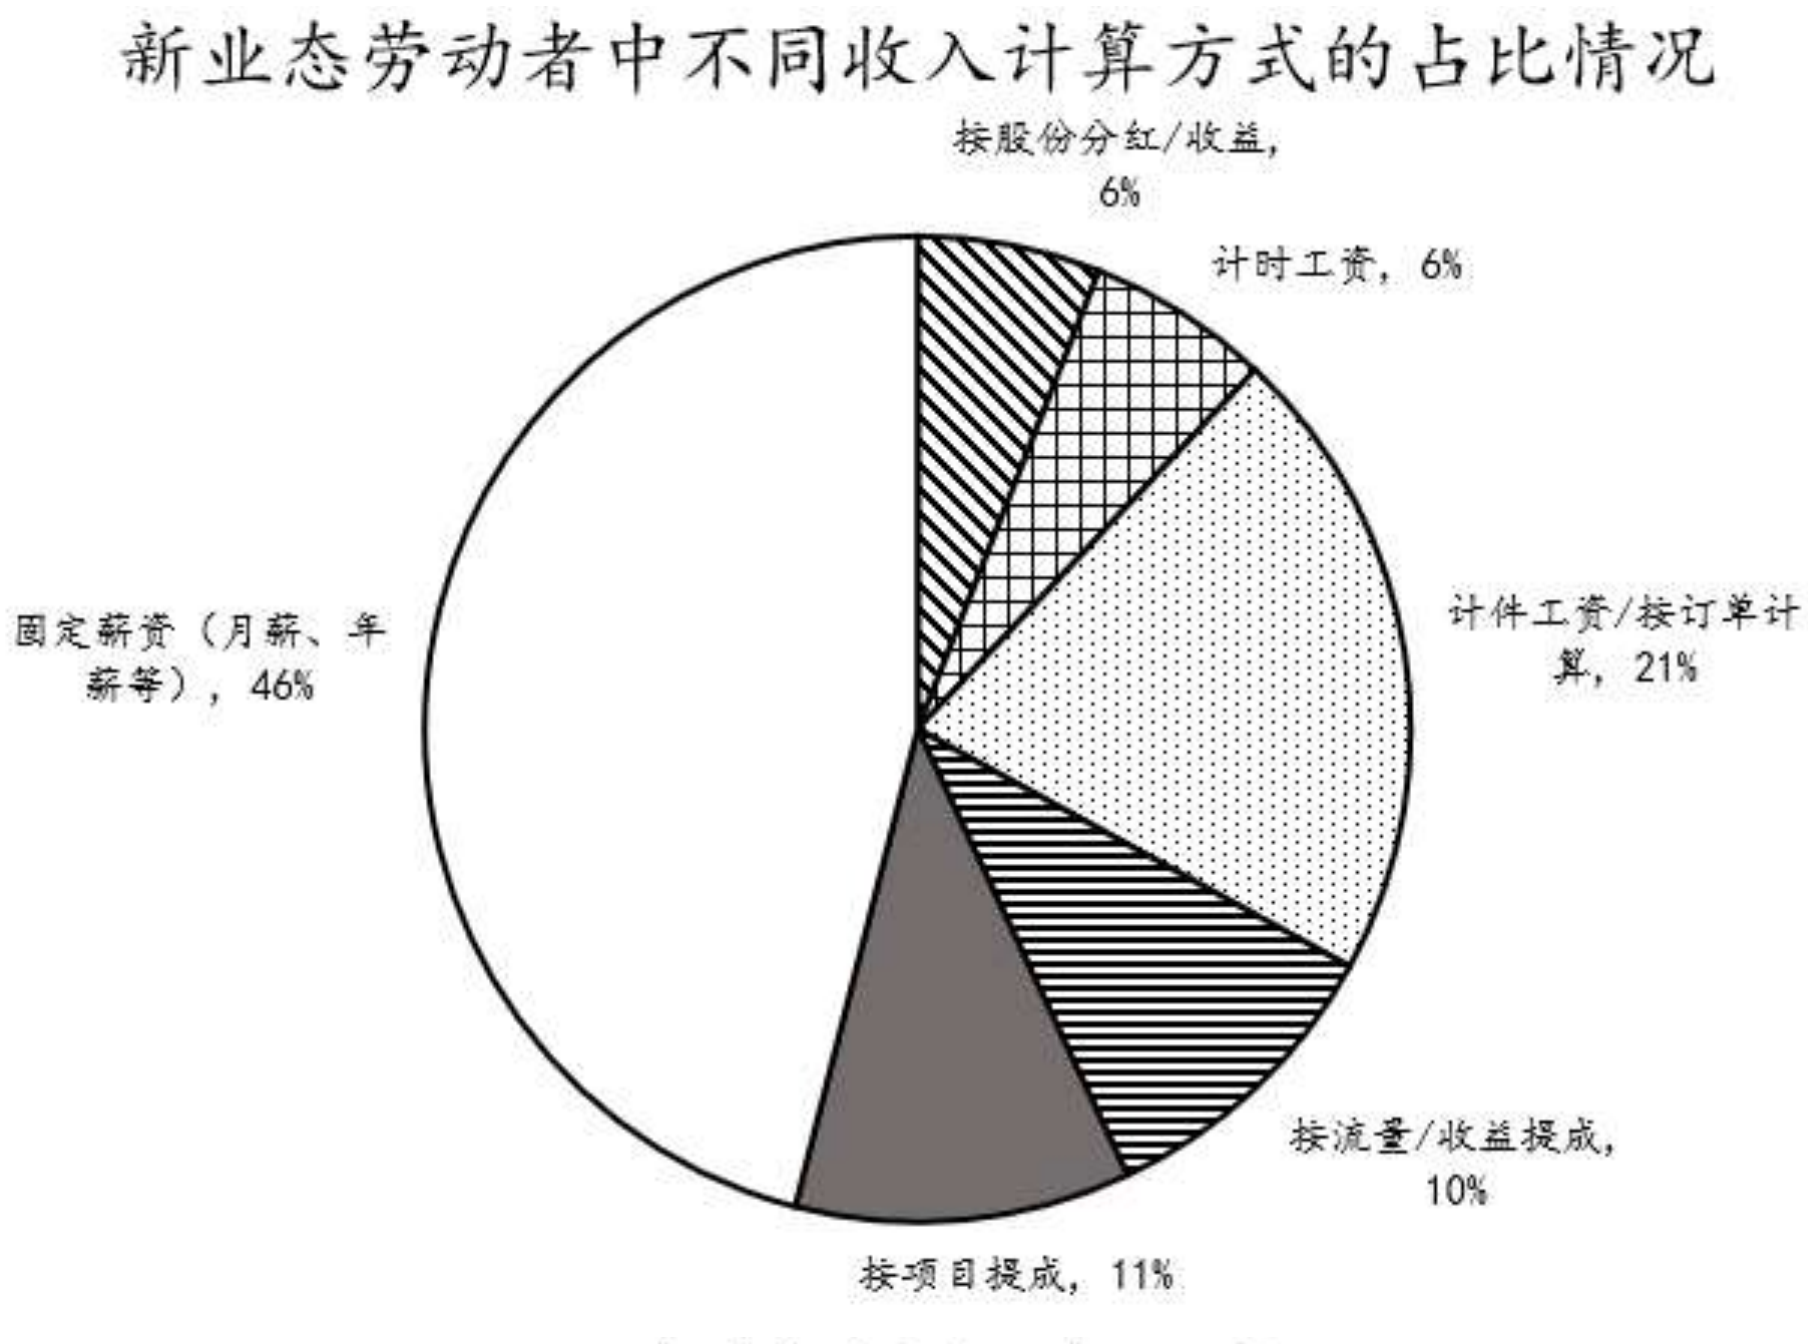 新业态劳动者中不同收入计算方式的占比情况
按股份分红/收益,
6%
计时工资, 6%
计件工资/按订单计
算, 21%
固定薪资（月薪、年
薪等）, 46%
按流量/收益提成,
10%
按项目提成, 11%